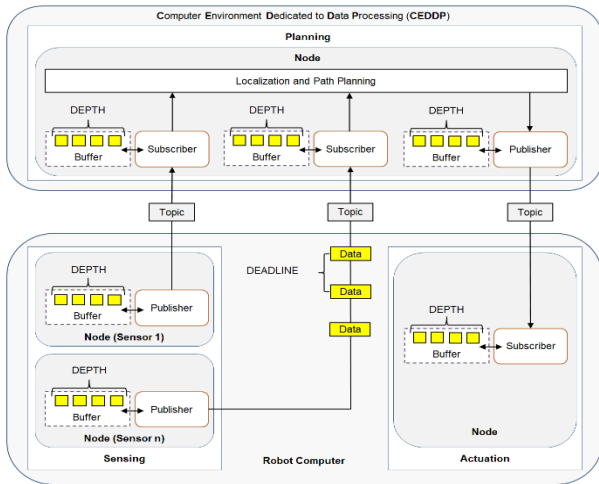 Computer Environment Dedicated to Data Processing (CEDDP)
Planning
Node
Localization and Path Planning
DEPTH
Buffer
Subscriber
DEPTH
Buffer
Subscriber
DEPTH
Buffer
Publisher
Topic
Topic
Topic
DEPTH
Buffer
Publisher
Node (Sensor 1)
DEPTH
Buffer
Publisher
Node (Sensor n)
Sensing
DEADLINE
Data
Data
Data
Robot Computer
DEPTH
Buffer
Subscriber
Node
Actuation